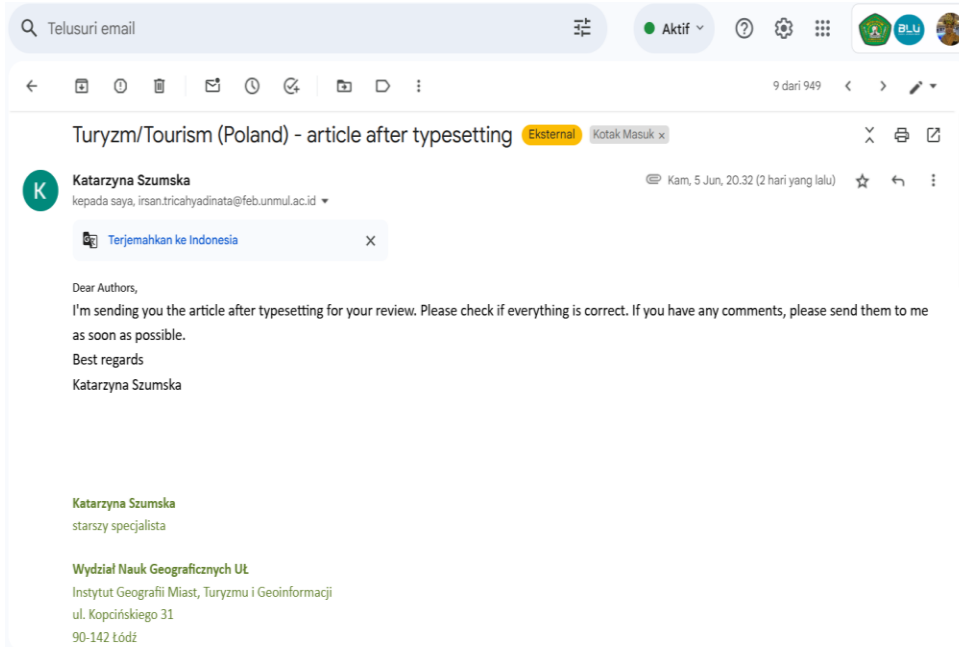 Telusuri email
Aktif
BLU
9 dari 949
Turyzm/Tourism (Poland) - article after typesetting Eksternal Kotak Masuk x
K
Katarzyna Szumska
Kam, 5 Jun, 20.32 (2 hari yang lalu)
kepada saya, irsan.tricahyadinata@feb.unmul.ac.id
Terjemahkan ke Indonesia
Dear Authors,
I'm sending you the article after typesetting for your review. Please check if everything is correct. If you have any comments, please send them to me
as soon as possible.
Best regards
Katarzyna Szumska
Katarzyna Szumska
starszy specjalista
Wydział Nauk Geograficznych UŁ
Instytut Geografii Miast, Turyzmu i Geoinformacji
ul. Kopcińskiego 31
90-142 Łódź